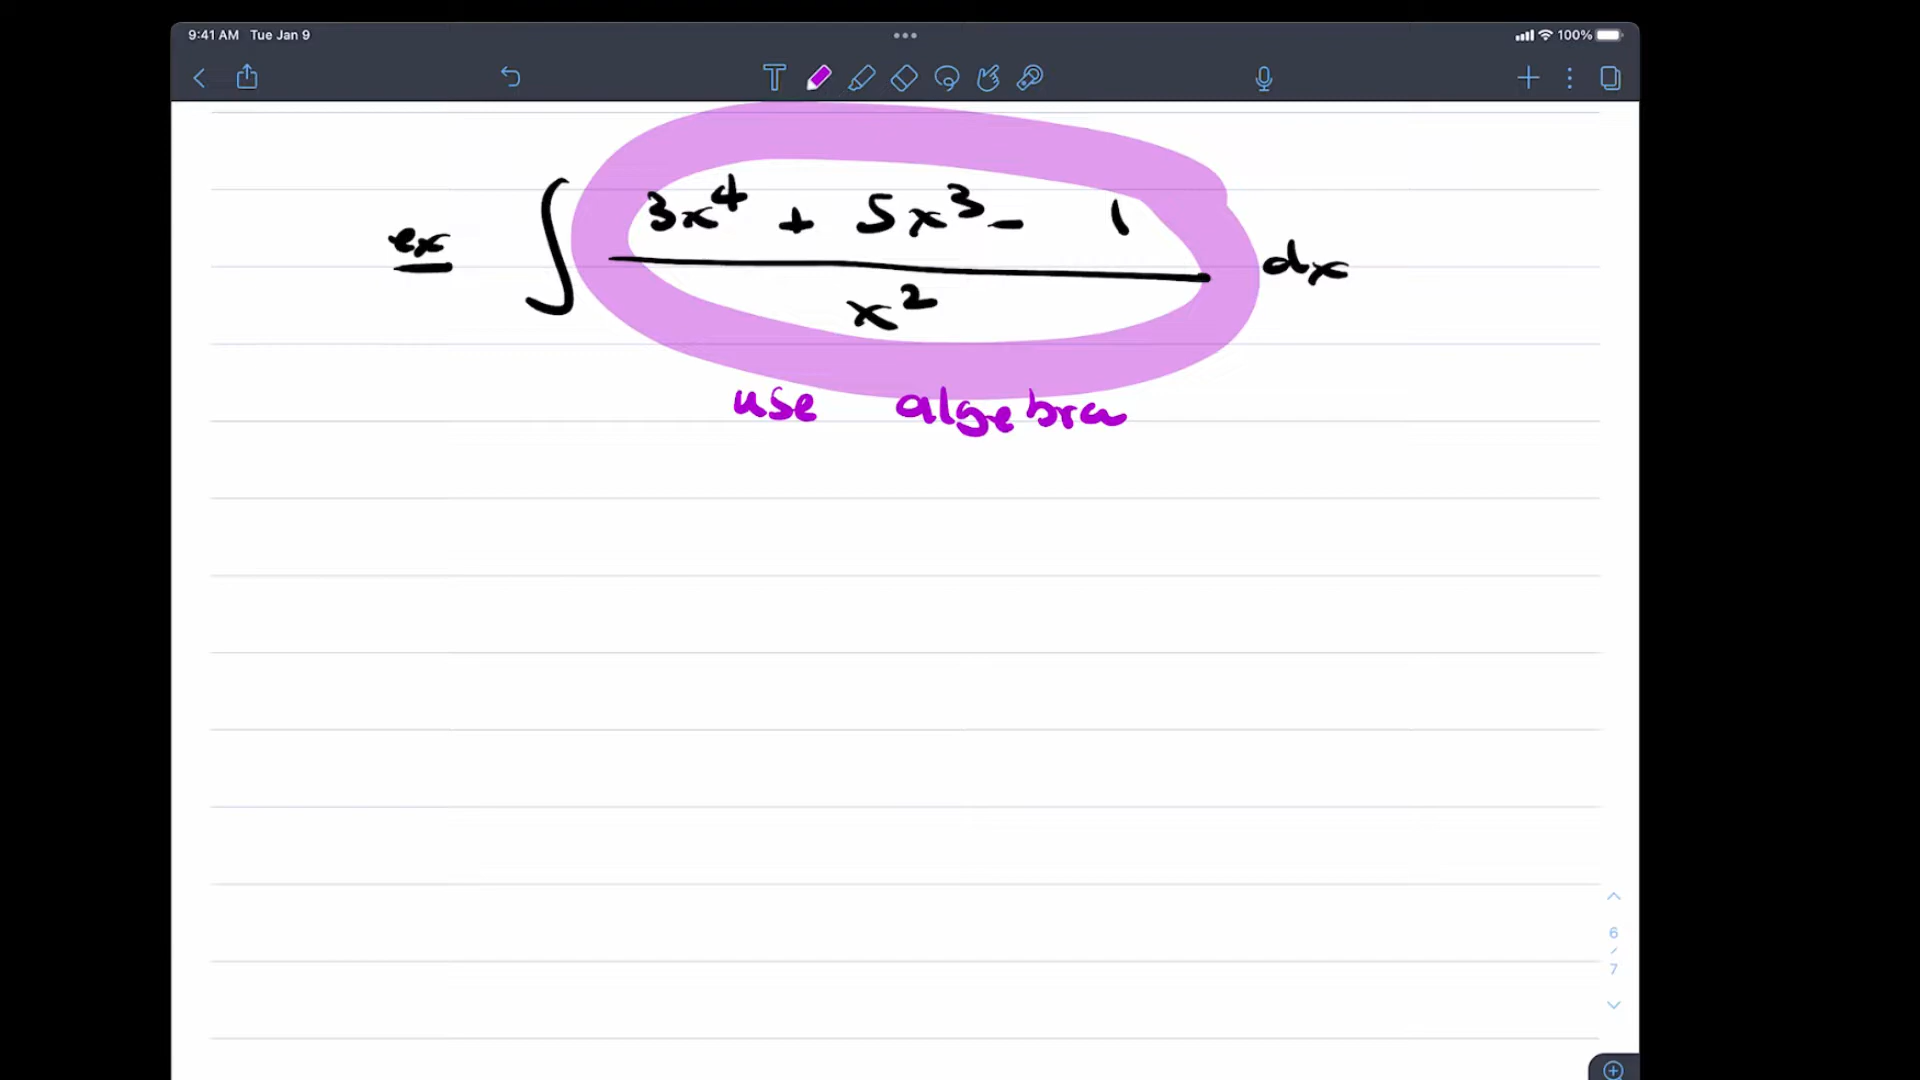 9:41 AM Tue Jan 9
100%
ex ∫ (3x⁴ + 5x³ - 1)/x² dx
use algebra
6
/
7